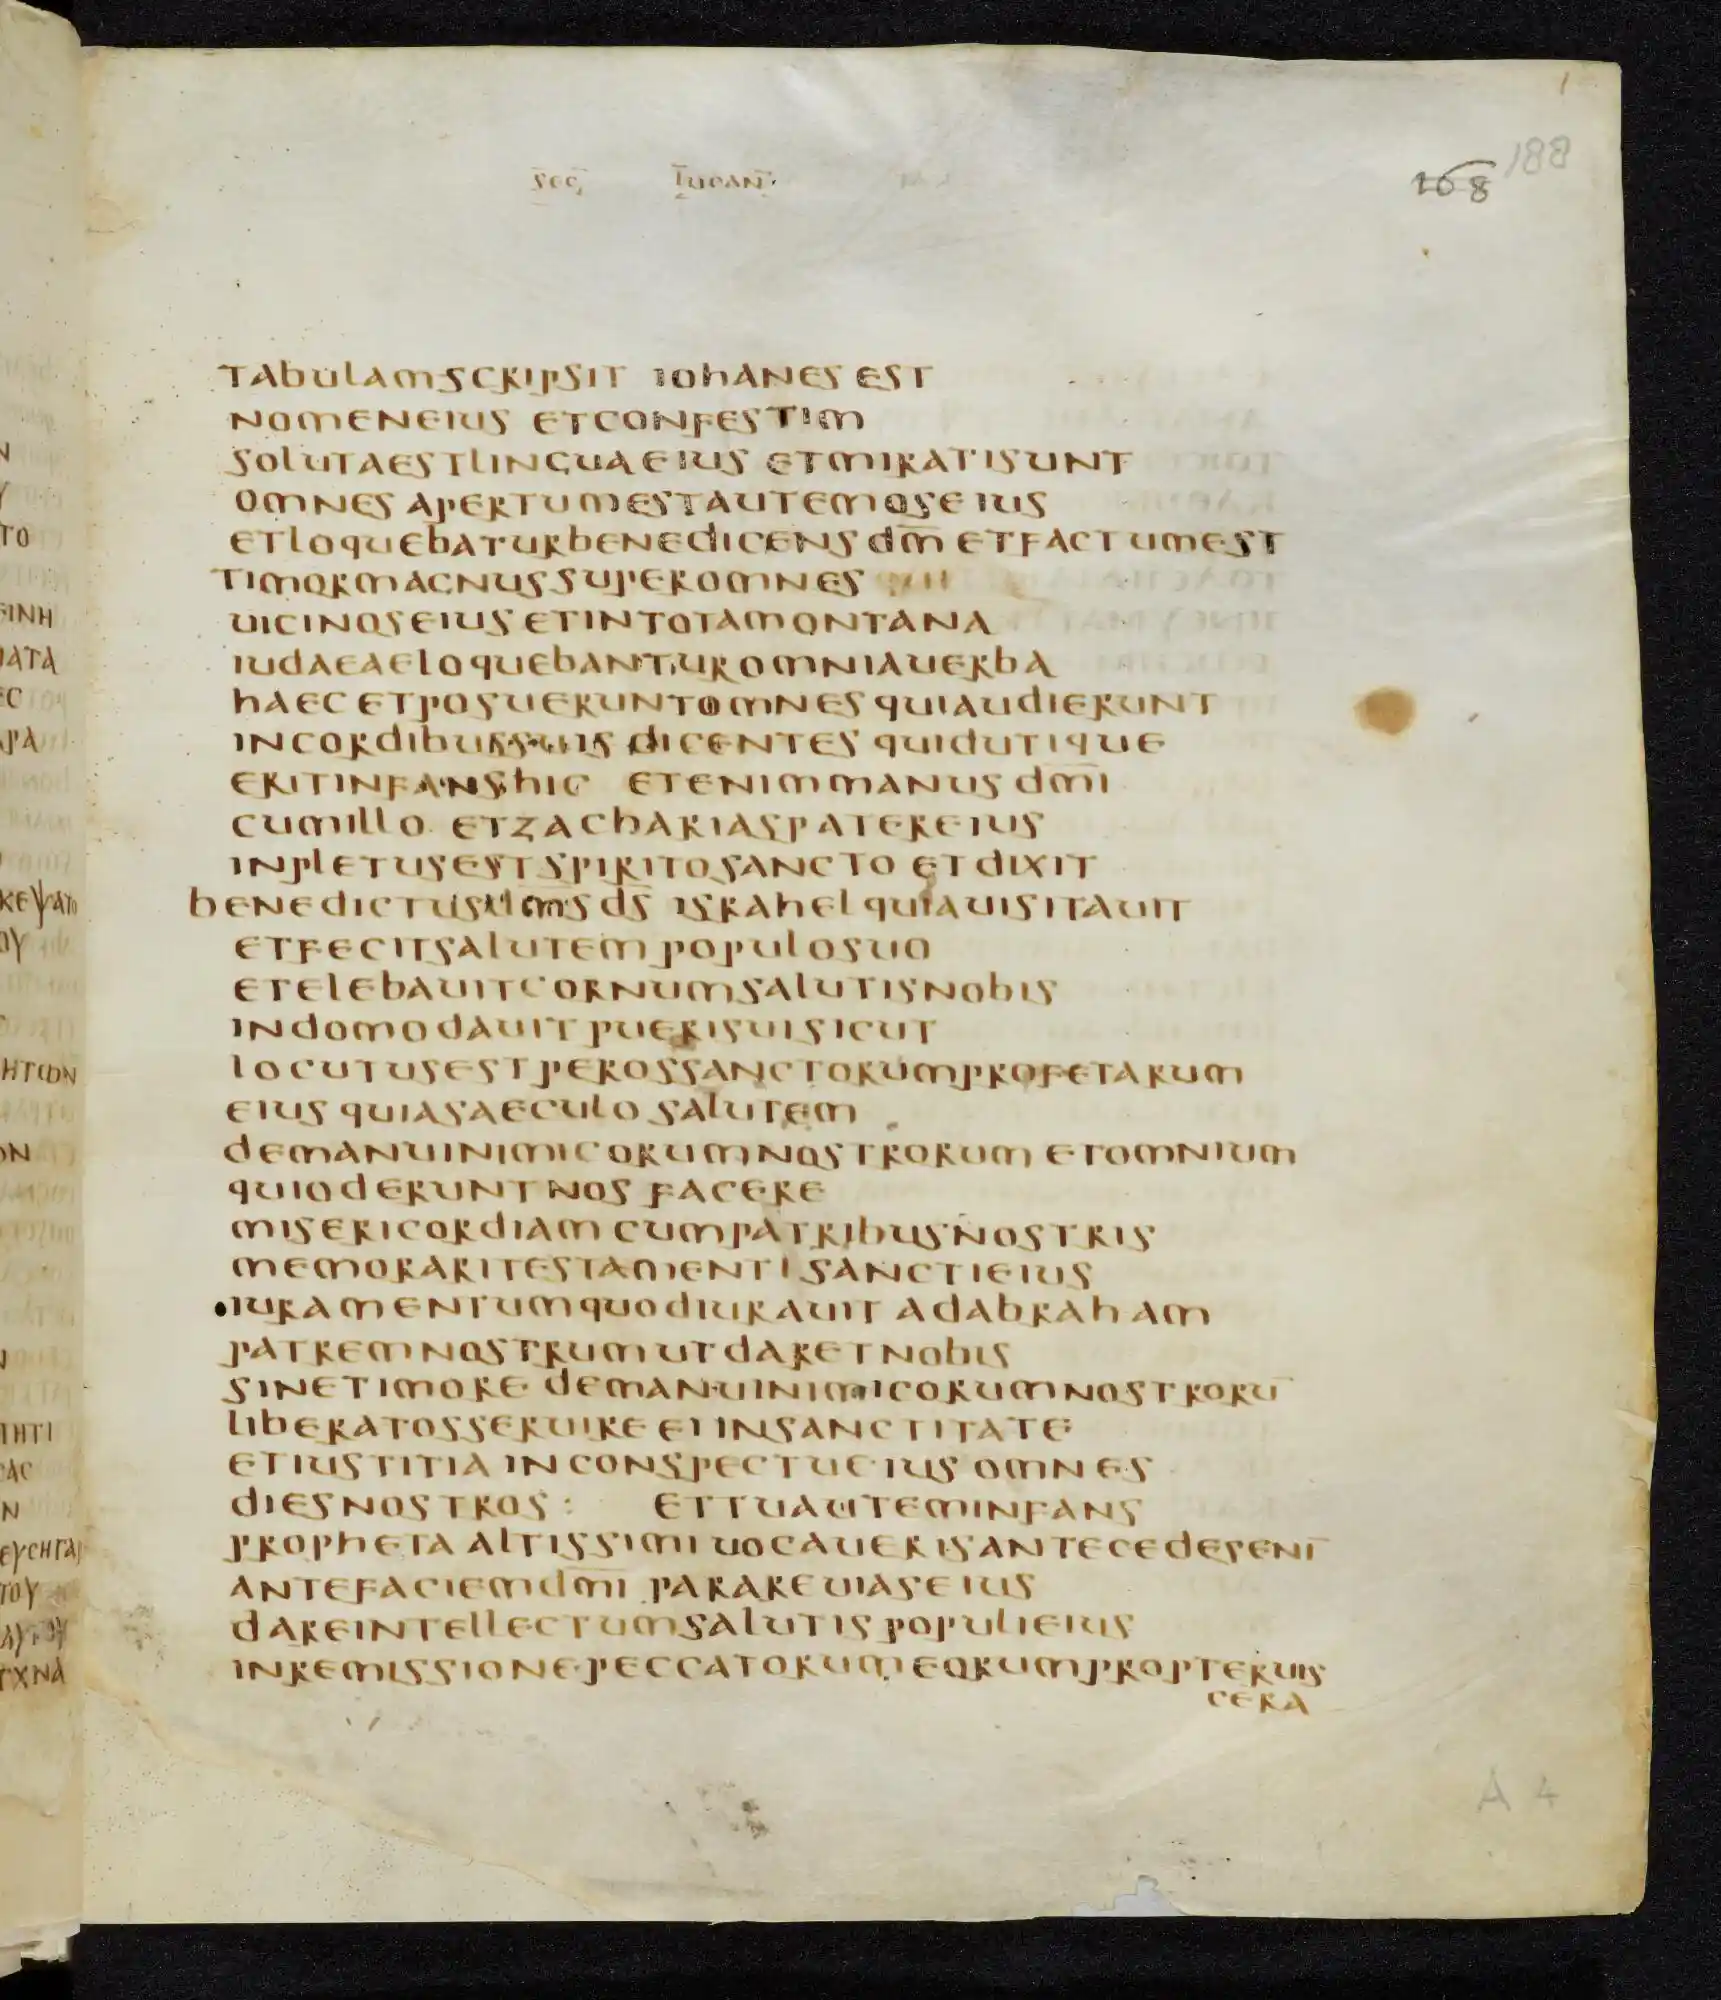 sec lucan
168 188
tabulam scripsit iohanes est
nomen eius et confestim
soluta est lingua eius et mirati sunt
omnes apertum est autem os eius
et loquebatur benedicens dm̅ et factum est
timor magnus super omnes
uicinos eius et in tota montana
iudaeae loquebantur omnia uerba
haec et posuerunt omnes qui audierunt
in cordibus suis dicentes quid utique
erit infans hic et enim manus dm̅i
cum illo et zacharias pater eius
inpletus est spirito sancto et dixit
benedictus dm̅s ds̅ israhel quia uisitauit
et fecit salutem populo suo
et elebauit cornum salutis nobis
in domo dauit pueri sui sicut
locutus est per os sanctorum profetarum
eius qui a saeculo salutem
de manu inimicorum nostrorum et omnium
qui oderunt nos facere
misericordiam cum patribus nostris
memorari testamenti sancti eius
iuramentum quod iurauit ad abraham
patrem nostrum ut daret nobis
sine timore de manu inimicorum nostroru̅
liberatos seruire ei in sanctitate
et iustitia in conspectu eius omnes
dies nostros : et tu autem infans
propheta altissimi uocaueris antecedes eni̅
ante faciem dm̅i parare uias eius
dare intellectum salutis populi eius
in remissione peccatorum eorum propter uis
cera
A 4